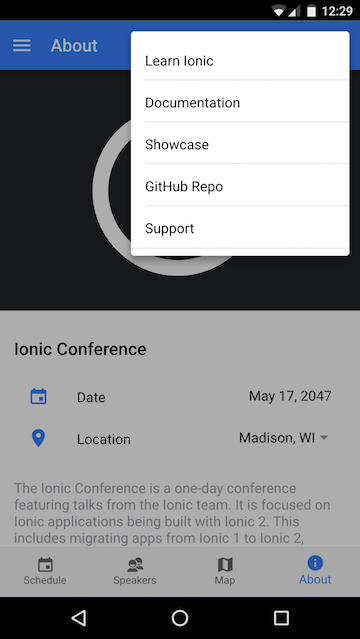 12:29
About
Learn Ionic
Documentation
Showcase
GitHub Repo
Support
Ionic Conference
Date May 17, 2047
Location Madison, WI
The Ionic Conference is a one-day conference
featuring talks from the Ionic team. It is focused on
Ionic applications being built with Ionic 2. This
includes migrating apps from Ionic 1 to Ionic 2,
Schedule Speakers Map About